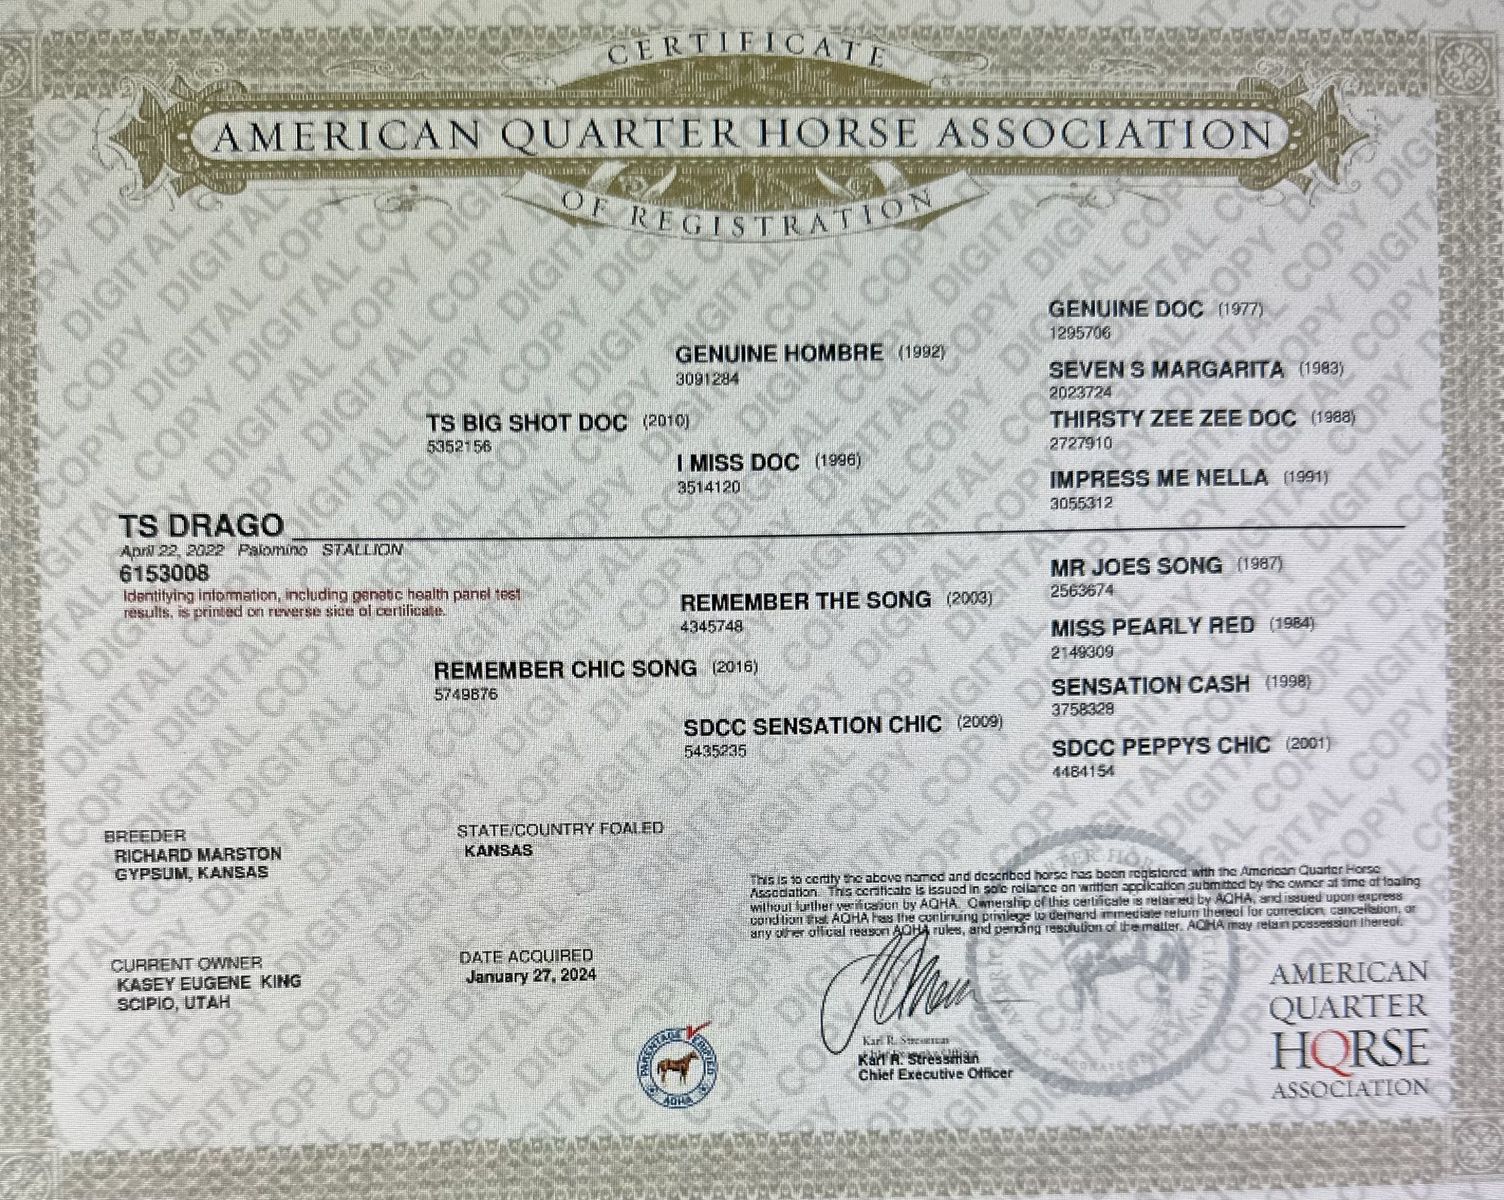 CERTIFICATE
AMERICAN QUARTER HORSE ASSOCIATION
OF REGISTRATION
GENUINE DOC (1977)
1295706
GENUINE HOMBRE (1992)
3091284
SEVEN S MARGARITA (1983)
2023724
TS BIG SHOT DOC (2010)
5352156
THIRSTY ZEE ZEE DOC (1988)
2727910
I MISS DOC (1996)
3514120
IMPRESS ME NELLA (1991)
3055312
TS DRAGO
April 22, 2022 Palomino STALLION
6153008
Identifying information, including genetic health panel test
results, is printed on reverse side of certificate.
MR JOES SONG (1987)
2563674
REMEMBER THE SONG (2003)
4345748
MISS PEARLY RED (1984)
2149309
REMEMBER CHIC SONG (2016)
5749876
SENSATION CASH (1998)
3758328
SDCC SENSATION CHIC (2009)
5435235
SDCC PEPPYS CHIC (2001)
4484154
BREEDER
RICHARD MARSTON
GYPSUM, KANSAS
STATE/COUNTRY FOALED
KANSAS
This is to certify the above named and described horse has been registered with the American Quarter Horse
Association. This certificate is issued in sole reliance on written application submitted by the owner at time of foaling
without further verification by AQHA. Ownership of this certificate is retained by AQHA, and issued upon express
condition that AQHA has the continuing privilege to demand immediate return thereof for correction, cancellation, or
any other official reason AQHA rules, and pending resolution of the matter. AQHA may retain possession thereof.
CURRENT OWNER
KASEY EUGENE KING
SCIPIO, UTAH
DATE ACQUIRED
January 27, 2024
PARENTAGE VERIFIED
AQHA
Karl R. Stressman
Karl R. Stressman
Chief Executive Officer
AMERICAN
QUARTER
HORSE
ASSOCIATION
DIGITAL COPY